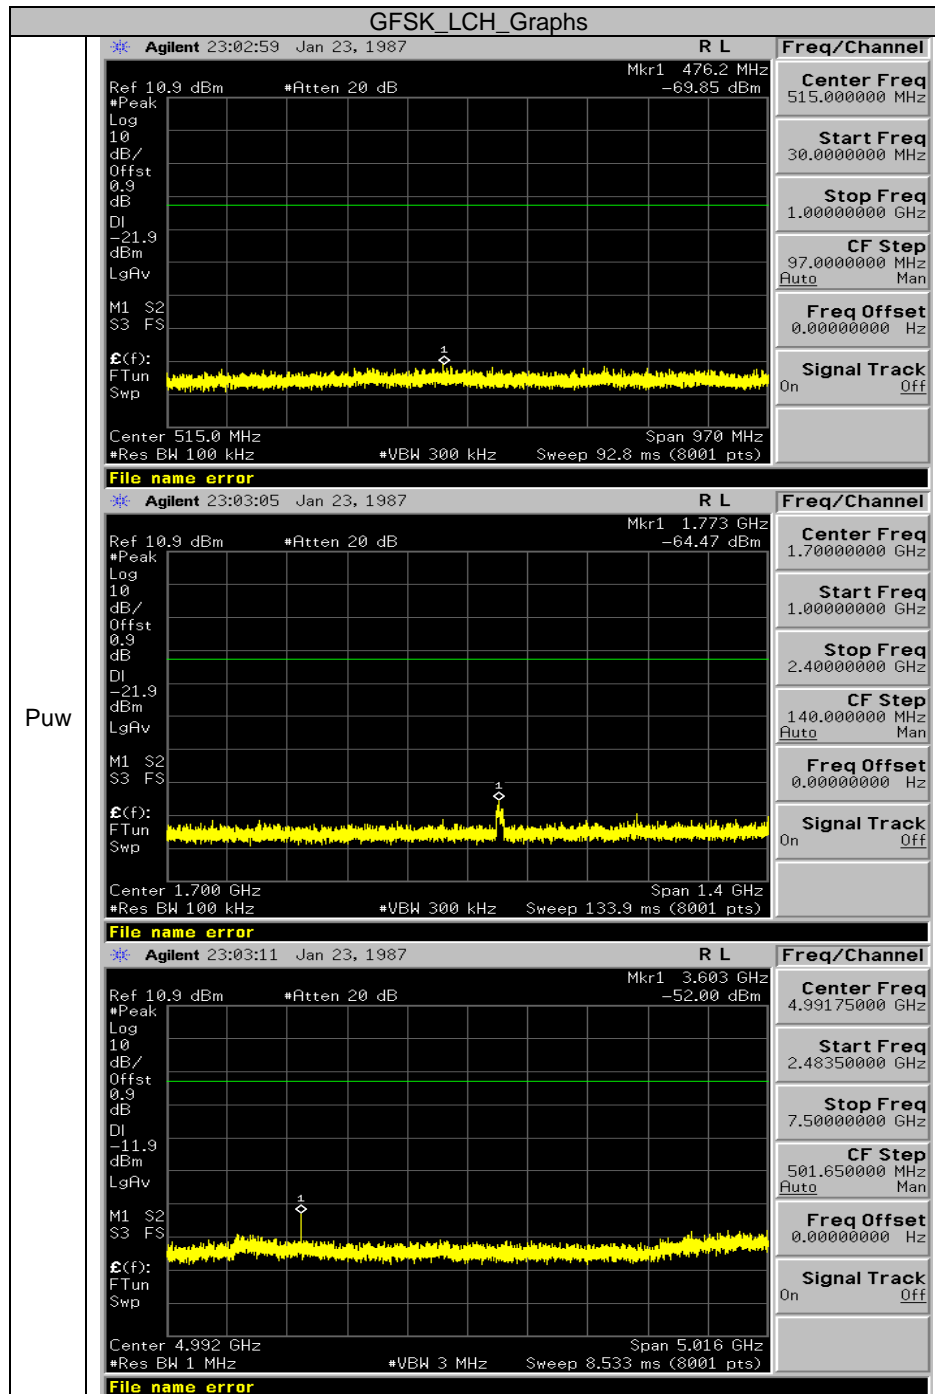 GFSK_LCH_Graphs
Puw
Agilent 23:02:59 Jan 23, 1987 R L Freq/Channel
Mkr1 476.2 MHz
Ref 10.9 dBm #Atten 20 dB -69.85 dBm
#Peak
Log
10
dB/
Offst
0.9
dB
DI
-21.9
dBm
LgAv
M1 S2
S3 FS
£(f):
FTun
Swp
1
Center 515.0 MHz Span 970 MHz
#Res BW 100 kHz #VBW 300 kHz Sweep 92.8 ms (8001 pts)
File name error
Center Freq
515.000000 MHz
Start Freq
30.0000000 MHz
Stop Freq
1.00000000 GHz
CF Step
97.0000000 MHz
Auto Man
Freq Offset
0.00000000 Hz
Signal Track
On Off
Agilent 23:03:05 Jan 23, 1987 R L Freq/Channel
Mkr1 1.773 GHz
Ref 10.9 dBm #Atten 20 dB -64.47 dBm
#Peak
Log
10
dB/
Offst
0.9
dB
DI
-21.9
dBm
LgAv
M1 S2
S3 FS
£(f):
FTun
Swp
1
Center 1.700 GHz Span 1.4 GHz
#Res BW 100 kHz #VBW 300 kHz Sweep 133.9 ms (8001 pts)
File name error
Center Freq
1.70000000 GHz
Start Freq
1.00000000 GHz
Stop Freq
2.40000000 GHz
CF Step
140.000000 MHz
Auto Man
Freq Offset
0.00000000 Hz
Signal Track
On Off
Agilent 23:03:11 Jan 23, 1987 R L Freq/Channel
Mkr1 3.603 GHz
Ref 10.9 dBm #Atten 20 dB -52.00 dBm
#Peak
Log
10
dB/
Offst
0.9
dB
DI
-11.9
dBm
LgAv
M1 S2
S3 FS
£(f):
FTun
Swp
1
Center 4.992 GHz Span 5.016 GHz
#Res BW 1 MHz #VBW 3 MHz Sweep 8.533 ms (8001 pts)
File name error
Center Freq
4.99175000 GHz
Start Freq
2.48350000 GHz
Stop Freq
7.50000000 GHz
CF Step
501.650000 MHz
Auto Man
Freq Offset
0.00000000 Hz
Signal Track
On Off